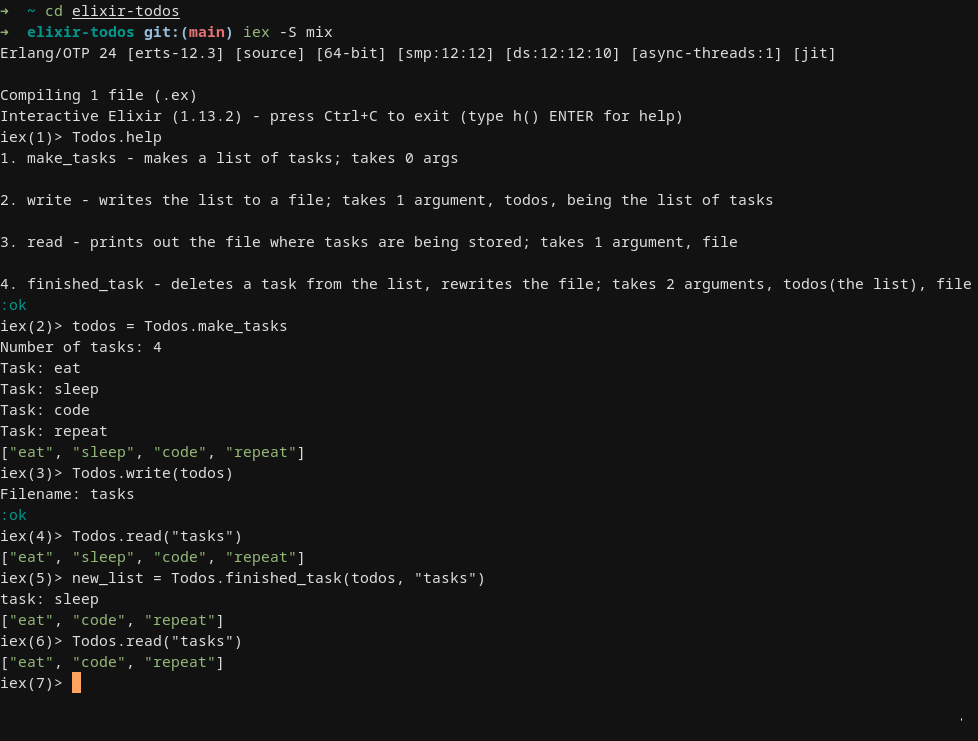 →  ~ cd elixir-todos
→  elixir-todos git:(main) iex -S mix
Erlang/OTP 24 [erts-12.3] [source] [64-bit] [smp:12:12] [ds:12:12:10] [async-threads:1] [jit]

Compiling 1 file (.ex)
Interactive Elixir (1.13.2) - press Ctrl+C to exit (type h() ENTER for help)
iex(1)> Todos.help
1. make_tasks - makes a list of tasks; takes 0 args

2. write - writes the list to a file; takes 1 argument, todos, being the list of tasks

3. read - prints out the file where tasks are being stored; takes 1 argument, file

4. finished_task - deletes a task from the list, rewrites the file; takes 2 arguments, todos(the list), file
:ok
iex(2)> todos = Todos.make_tasks
Number of tasks: 4
Task: eat
Task: sleep
Task: code
Task: repeat
["eat", "sleep", "code", "repeat"]
iex(3)> Todos.write(todos)
Filename: tasks
:ok
iex(4)> Todos.read("tasks")
["eat", "sleep", "code", "repeat"]
iex(5)> new_list = Todos.finished_task(todos, "tasks")
task: sleep
["eat", "code", "repeat"]
iex(6)> Todos.read("tasks")
["eat", "code", "repeat"]
iex(7)>